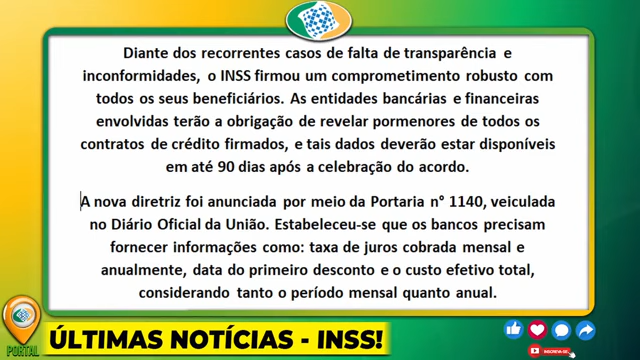 Diante dos recorrentes casos de falta de transparência e
inconformidades, o INSS firmou um comprometimento robusto com
todos os seus beneficiários. As entidades bancárias e financeiras
envolvidas terão a obrigação de revelar pormenores de todos os
contratos de crédito firmados, e tais dados deverão estar disponíveis
em até 90 dias após a celebração do acordo.
A nova diretriz foi anunciada por meio da Portaria n° 1140, veiculada
no Diário Oficial da União. Estabeleceu-se que os bancos precisam
fornecer informações como: taxa de juros cobrada mensal e
anualmente, data do primeiro desconto e o custo efetivo total,
considerando tanto o período mensal quanto anual.
PORTAL
ÚLTIMAS NOTÍCIAS - INSS!
INSCREVA-SE